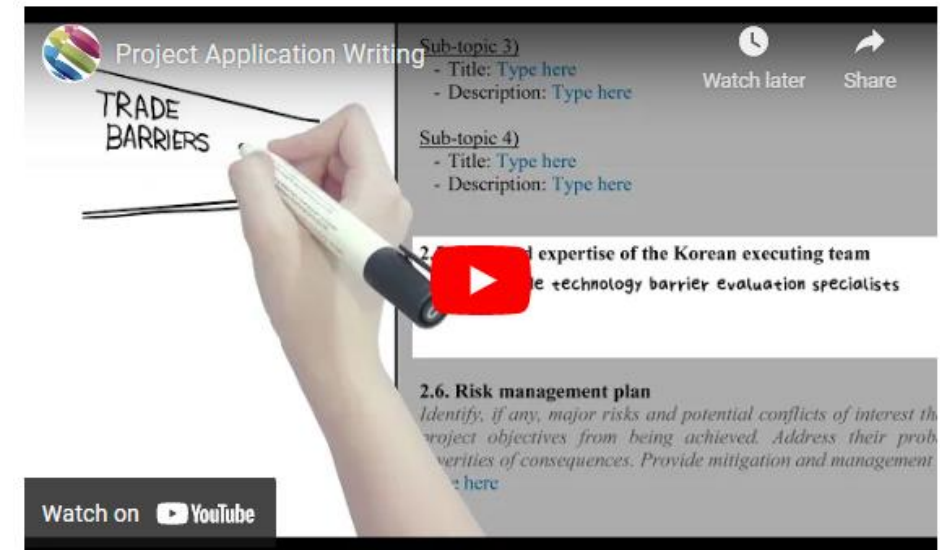 Project Application Writing
Watch later
Share
TRADE
BARRIERS
Sub-topic 3)
- Title: Type here
- Description: Type here
Sub-topic 4)
- Title: Type here
- Description: Type here
expertise of the Korean executing team
technology barrier evaluation specialists
2.6. Risk management plan
Identify, if any, major risks and potential conflicts of interest
project objectives from being achieved. Address their
of consequences. Provide mitigation and management
here
Watch on YouTube